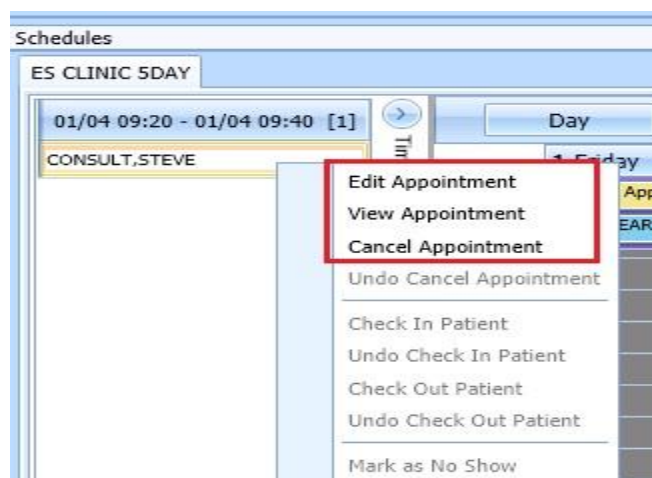 Schedules
ES CLINIC 5DAY
01/04 09:20 - 01/04 09:40 [1]
Day
CONSULT,STEVE
Edit Appointment
View Appointment
Cancel Appointment
Undo Cancel Appointment
Check In Patient
Undo Check In Patient
Check Out Patient
Undo Check Out Patient
Mark as No Show